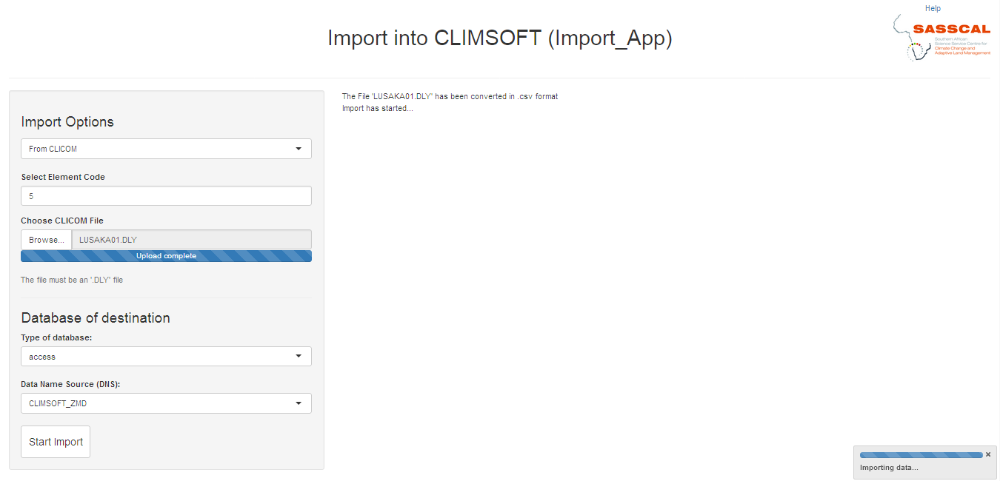 Help
Import into CLIMSOFT (Import_App)
SASSCAL
Southern African
Science Service Centre for
Climate Change and
Adaptive Land Management
Import Options
From CLICOM
Select Element Code
5
Choose CLICOM File
Browse...
LUSAKA01.DLY
Upload complete
The file must be an '.DLY' file
Database of destination
Type of database:
access
Data Name Source (DNS):
CLIMSOFT_ZMD
Start Import
The File 'LUSAKA01.DLY' has been converted in .csv format
Import has started...
Importing data...